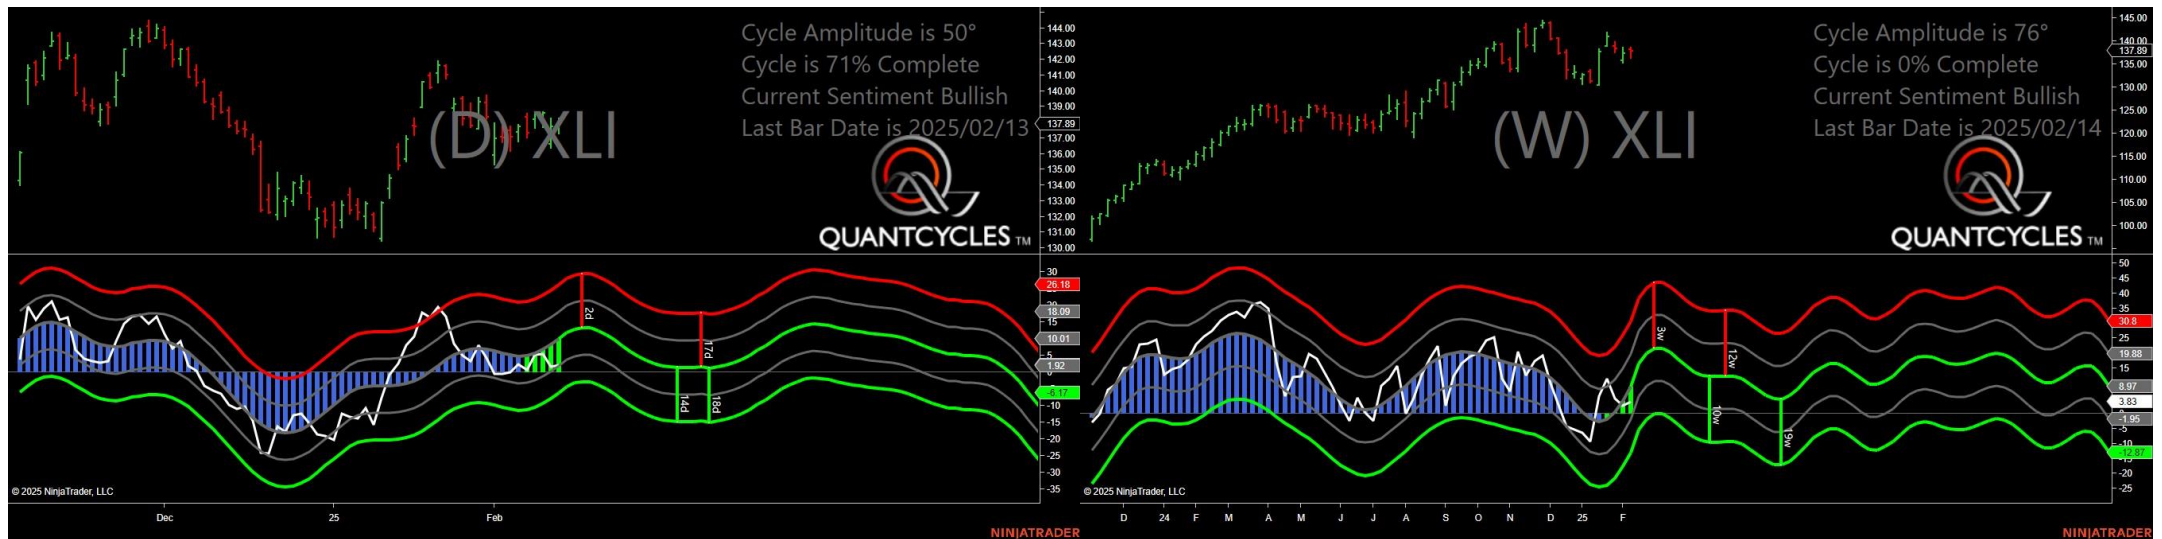 Cycle Amplitude is 50°
Cycle is 71% Complete
Current Sentiment Bullish
Last Bar Date is 2025/02/13
(D) XLI
QUANTCYCLES TM
144.00
143.00
142.00
141.00
140.00
139.00
137.89
137.00
136.00
135.00
134.00
133.00
132.00
131.00
130.00
30
26.18
18.09
15
10.01
5
1.92
-6.17
-10
-15
-20
-25
-30
-35
2d
17d
14d
18d
© 2025 NinjaTrader, LLC
Dec 25 Feb
NINJATRADER
Cycle Amplitude is 76°
Cycle is 0% Complete
Current Sentiment Bullish
Last Bar Date is 2025/02/14
(W) XLI
QUANTCYCLES TM
145.00
140.00
137.89
135.00
130.00
125.00
120.00
115.00
110.00
105.00
100.00
50
45
40
35
30.8
25
19.88
15
8.97
3.83
-1.95
-5
-10
-12.87
-20
-25
3w
12w
10w
19w
© 2025 NinjaTrader, LLC
D 24 F M A M J J A S O N D 25 F
NINJATRADER